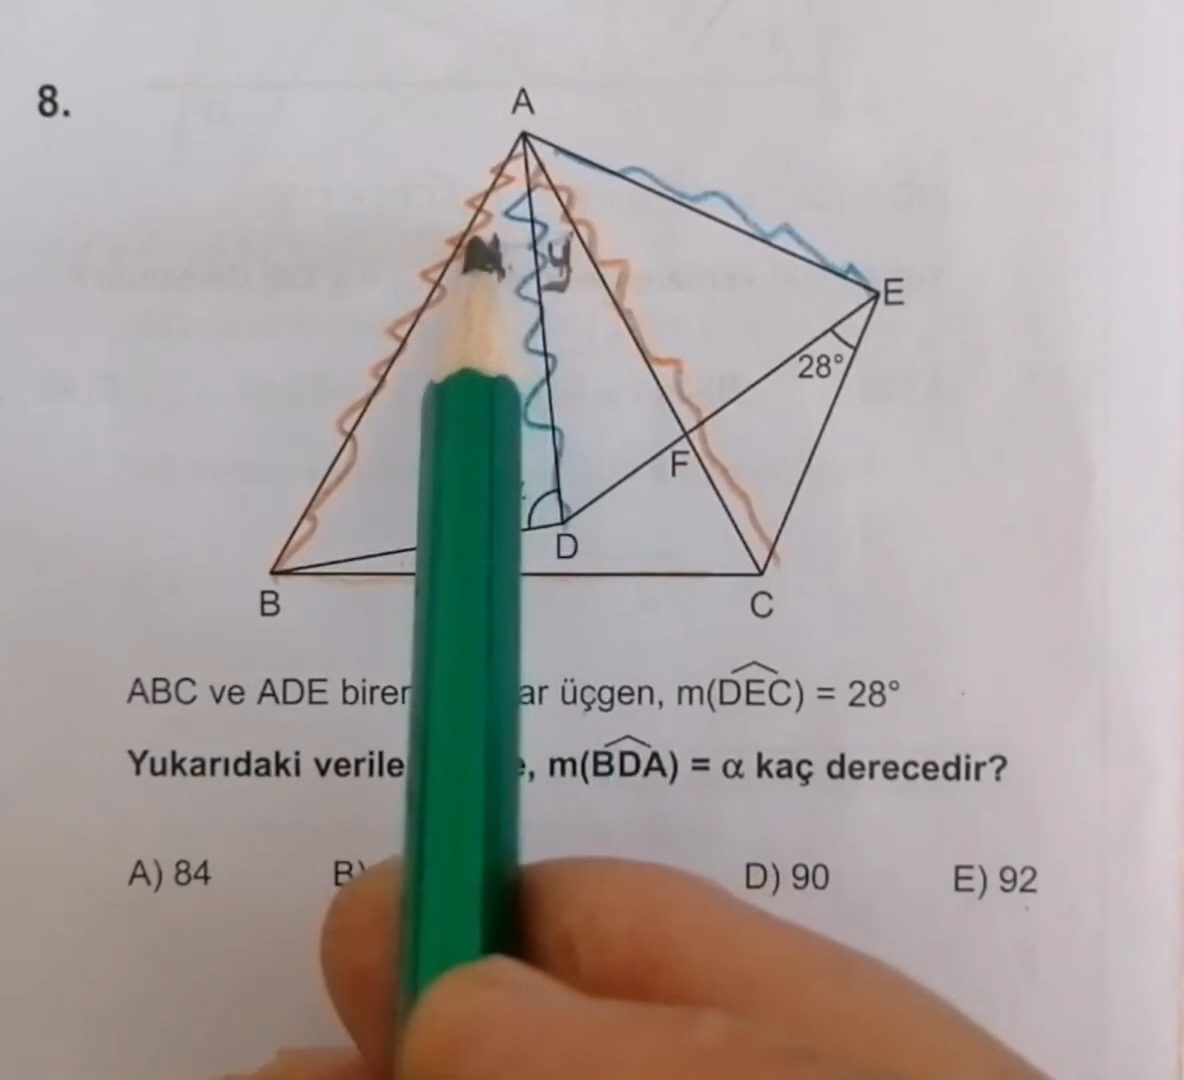 8.
A
y
E
28°
F
D
B
C
ABC ve ADE birer ar üçgen, m(DEC) = 28°
Yukarıdaki verile , m(BDA) = α kaç derecedir?
A) 84 B) D) 90 E) 92